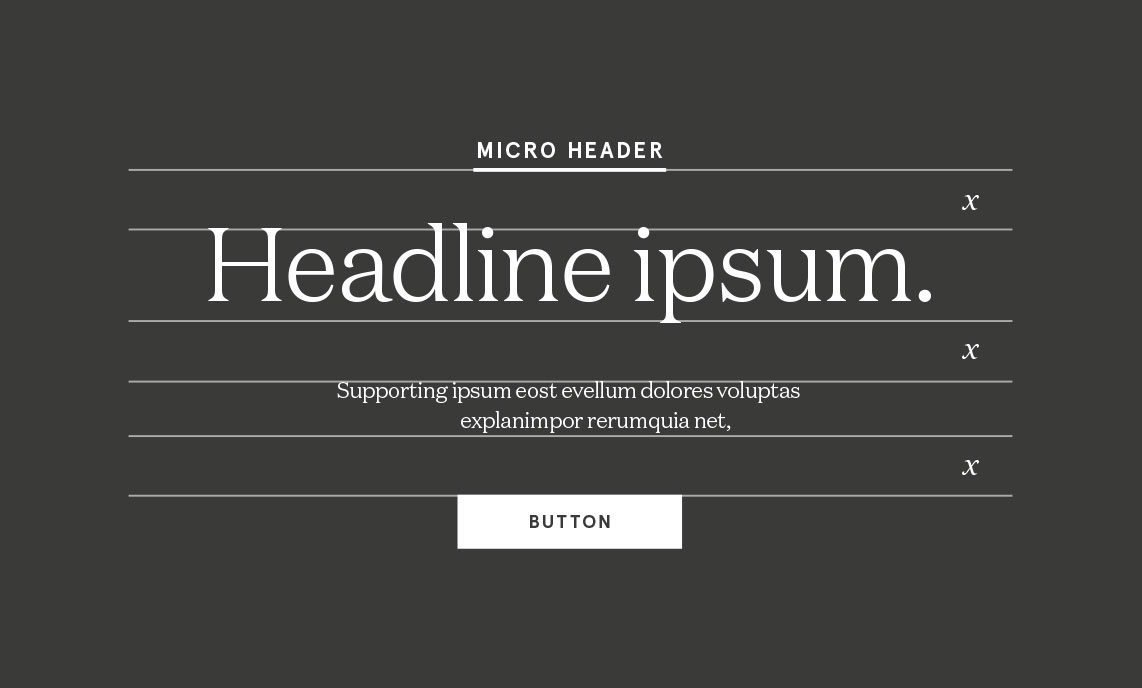 MICRO HEADER
x
Headline ipsum.
x
Supporting ipsum eost evellum dolores voluptas
explanimpor rerumquia net,
x
BUTTON